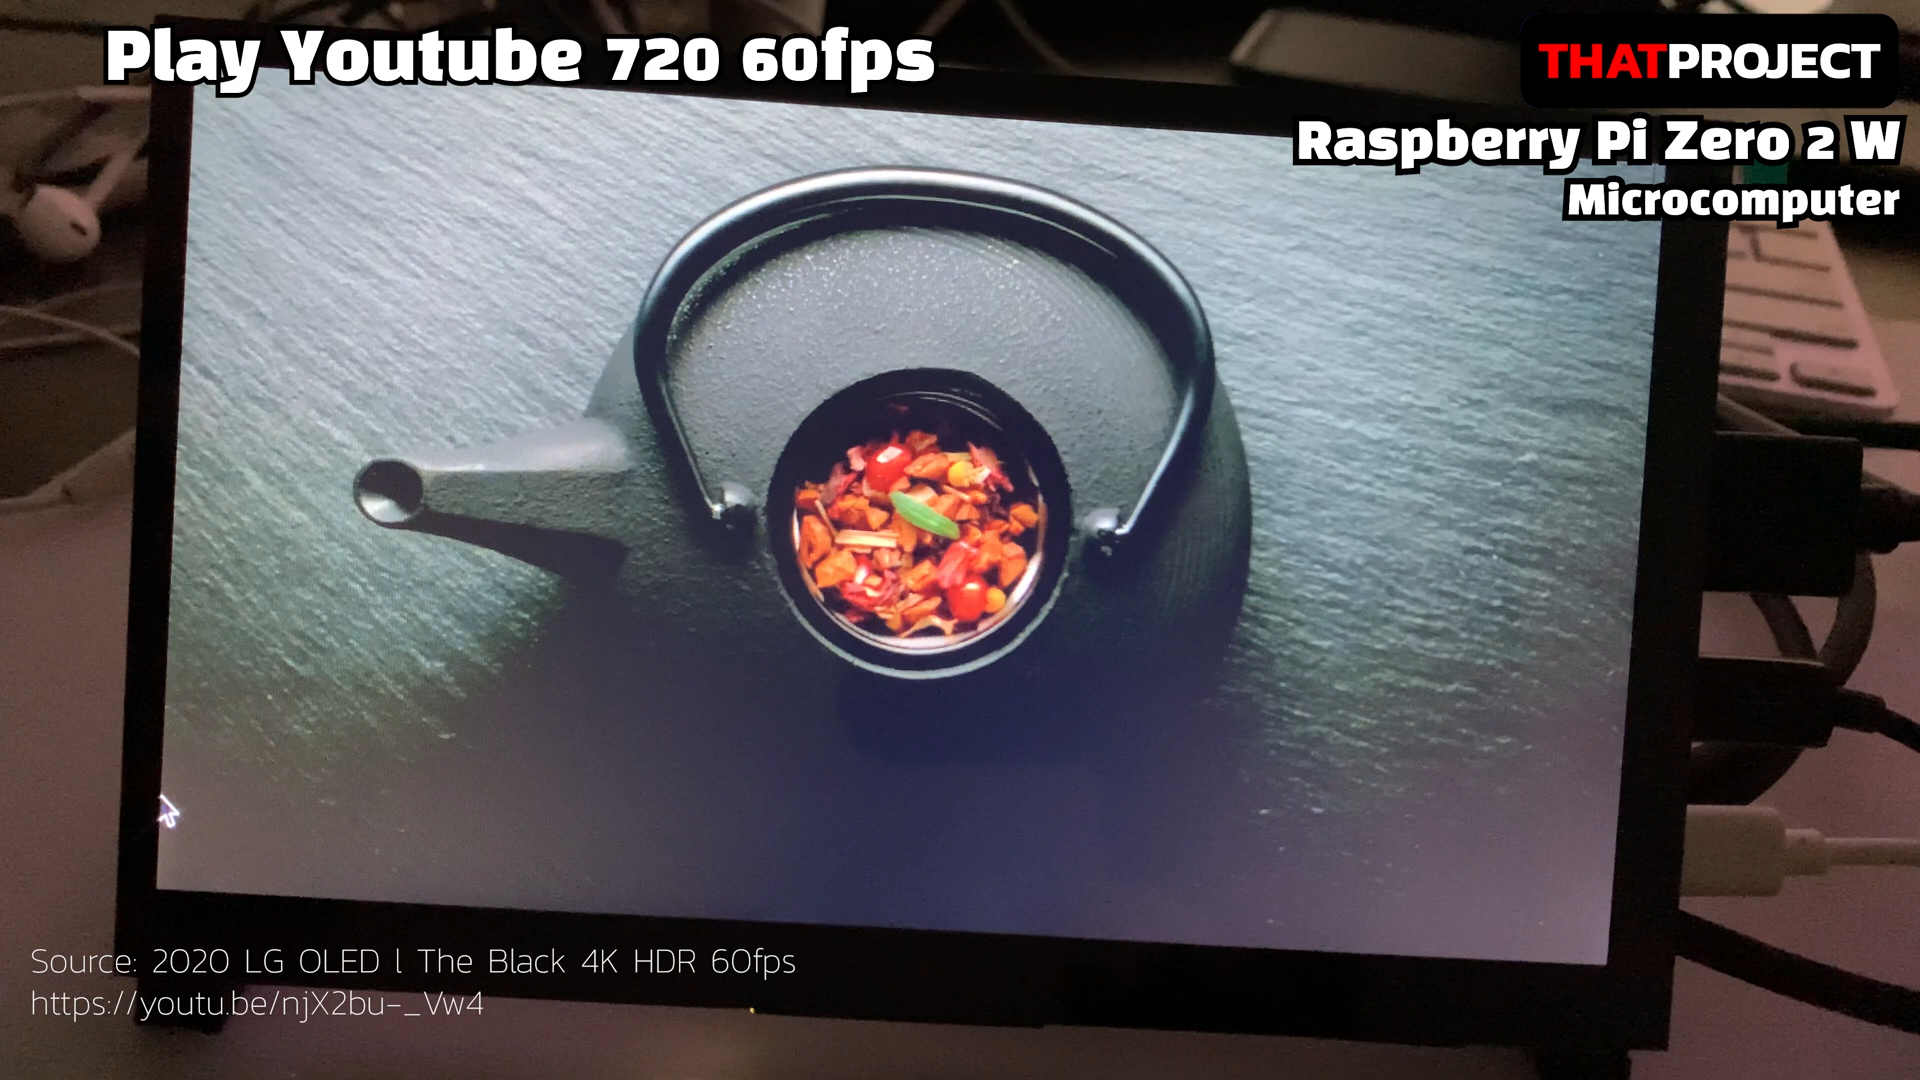 Play Youtube 720 60fps
THATPROJECT
Raspberry Pi Zero 2 W
Microcomputer
Source: 2020 LG OLED l The Black 4K HDR 60fps
https://youtu.be/njX2bu-_Vw4